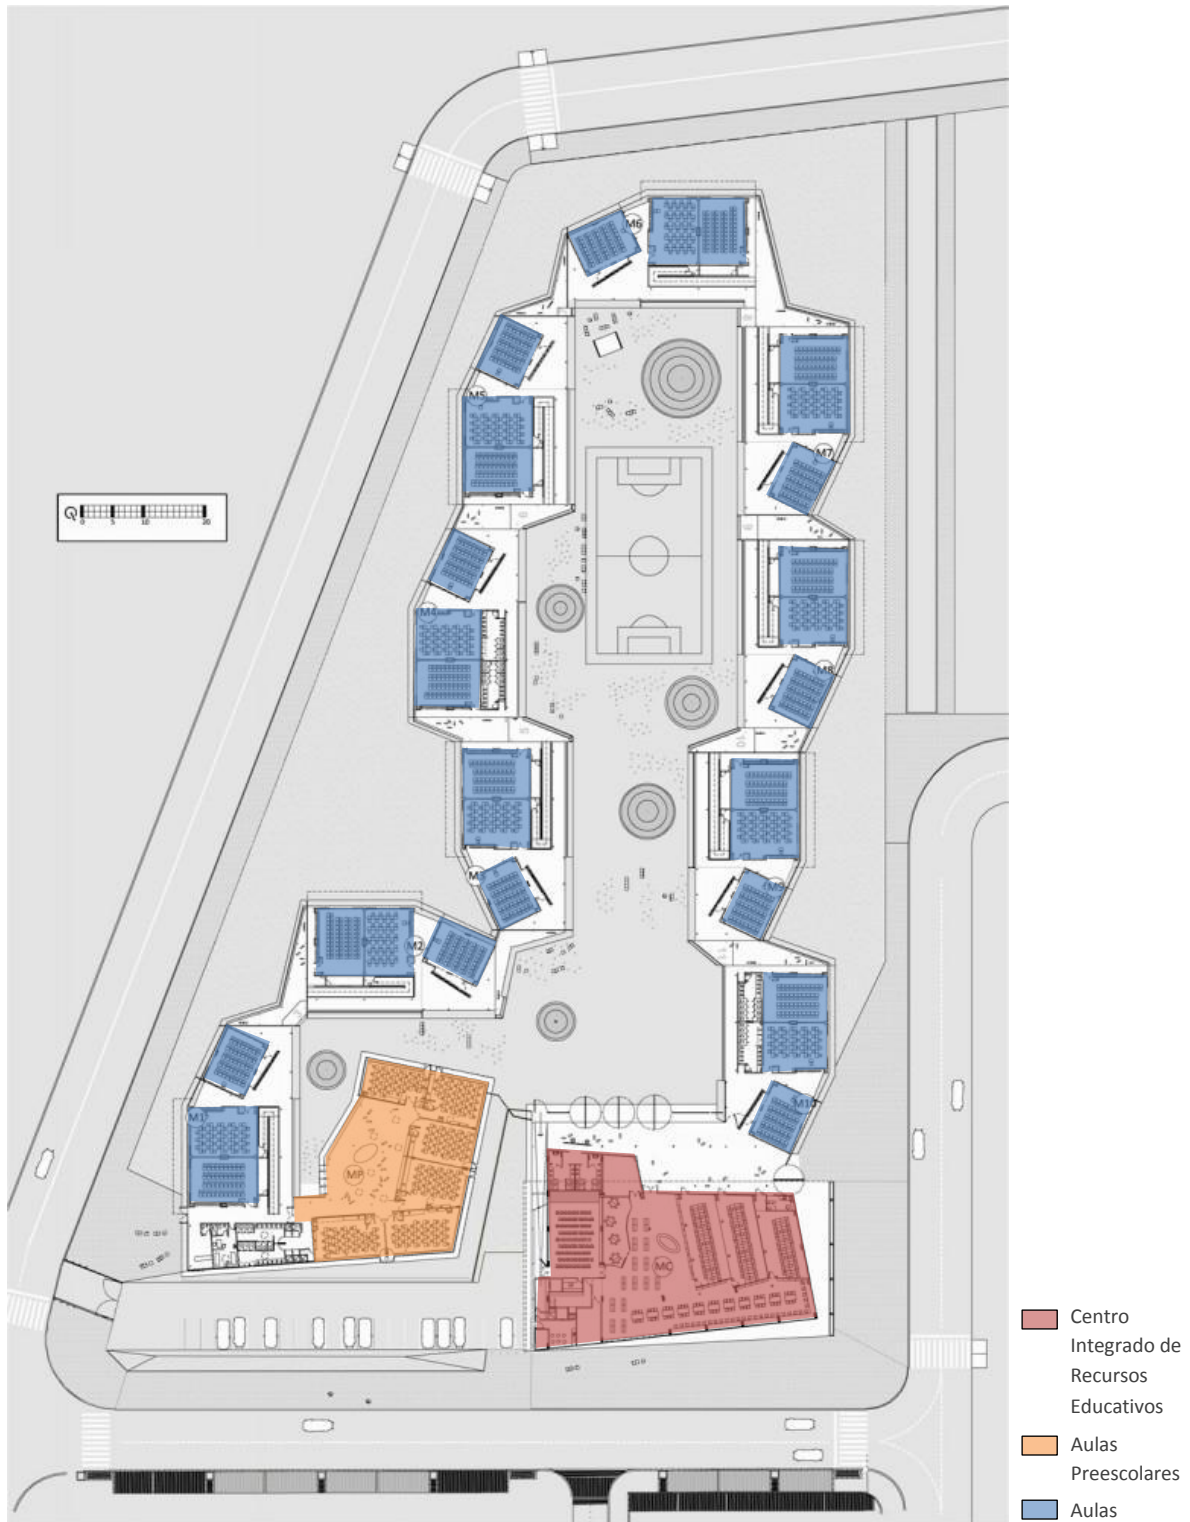 M6
M5
M7
0 5 10 20
M4
M8
M3
M9
M2
M10
M1
MP
MC
Centro
Integrado de
Recursos
Educativos
Aulas
Preescolares
Aulas